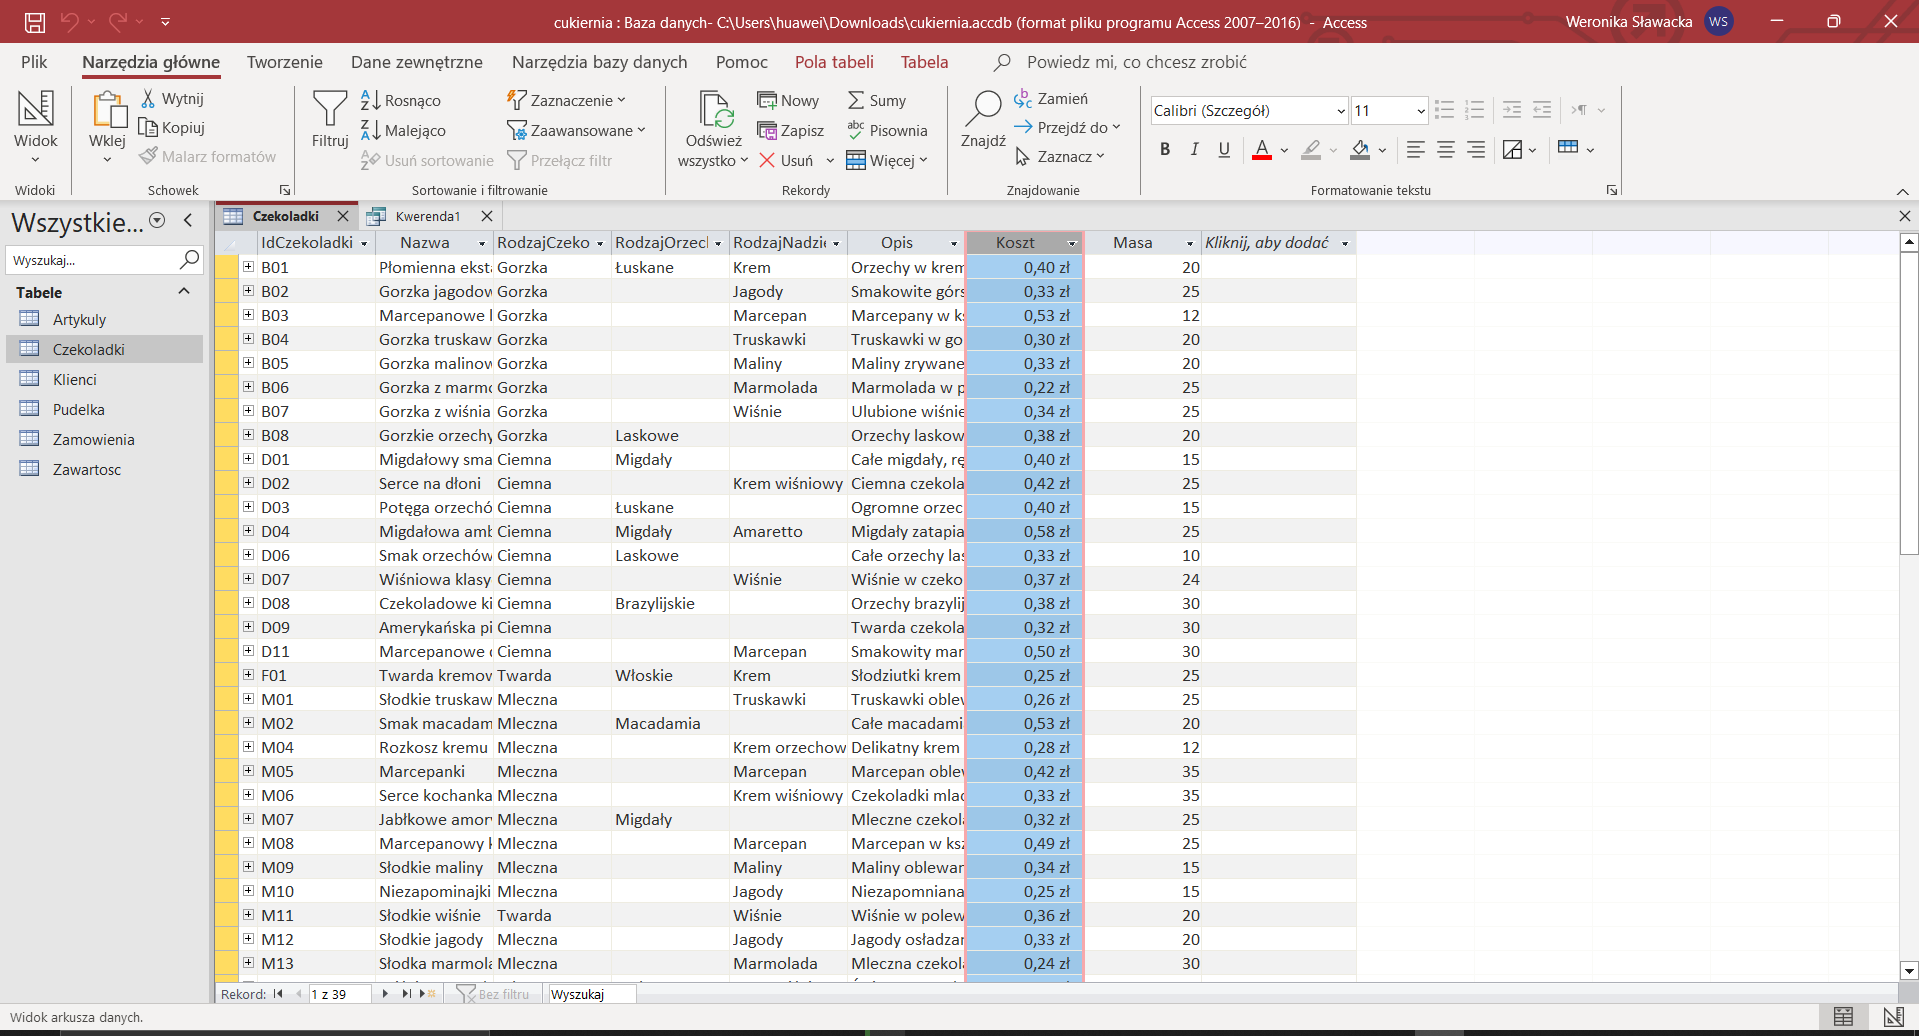 cukiernia : Baza danych- C:\Users\huawei\Downloads\cukiernia.accdb (format pliku programu Access 2007–2016) - Access
Weronika Sławacka WS
Plik Narzędzia główne Tworzenie Dane zewnętrzne Narzędzia bazy danych Pomoc Pola tabeli Tabela Powiedz mi, co chcesz zrobić
Widok
Widoki
Wklej
Wytnij
Kopiuj
Malarz formatów
Schowek
Filtruj
Rosnąco
Malejąco
Usuń sortowanie
Zaznaczenie
Zaawansowane
Przełącz filtr
Sortowanie i filtrowanie
Odśwież
wszystko
Nowy
Zapisz
Usuń
Sumy
Pisownia
Więcej
Rekordy
Znajdź
Zamień
Przejdź do
Zaznacz
Znajdowanie
Calibri (Szczegół) 11
B I U A
Formatowanie tekstu
Wszystkie...
Wyszukaj...
Tabele
Artykuly
Czekoladki
Klienci
Pudelka
Zamowienia
Zawartosc
Czekoladki Kwerenda1
IdCzekoladki Nazwa RodzajCzeko RodzajOrzech RodzajNadzie Opis Koszt Masa Kliknij, aby dodać
B01 Płomienna eksta Gorzka Łuskane Krem Orzechy w krem 0,40 zł 20
B02 Gorzka jagodow Gorzka Jagody Smakowite górs 0,33 zł 25
B03 Marcepanowe k Gorzka Marcepan Marcepany w ks 0,53 zł 12
B04 Gorzka truskaw Gorzka Truskawki Truskawki w go 0,30 zł 20
B05 Gorzka malinow Gorzka Maliny Maliny zrywane 0,33 zł 20
B06 Gorzka z marmo Gorzka Marmolada Marmolada w p 0,22 zł 25
B07 Gorzka z wiśnia Gorzka Wiśnie Ulubione wiśnie 0,34 zł 25
B08 Gorzkie orzechy Gorzka Laskowe Orzechy laskow 0,38 zł 20
D01 Migdałowy sma Ciemna Migdały Całe migdały, rę 0,40 zł 15
D02 Serce na dłoni Ciemna Krem wiśniowy Ciemna czekola 0,42 zł 25
D03 Potęga orzechó Ciemna Łuskane Ogromne orzec 0,40 zł 15
D04 Migdałowa amb Ciemna Migdały Amaretto Migdały zatapia 0,58 zł 25
D06 Smak orzechów Ciemna Laskowe Całe orzechy las 0,33 zł 10
D07 Wiśniowa klasy Ciemna Wiśnie Wiśnie w czeko 0,37 zł 24
D08 Czekoladowe ki Ciemna Brazylijskie Orzechy brazylij 0,38 zł 30
D09 Amerykańska pi Ciemna Twarda czekola 0,32 zł 30
D11 Marcepanowe Ciemna Marcepan Smakowity mar 0,50 zł 30
F01 Twarda kremow Twarda Włoskie Krem Słodziutki krem 0,25 zł 25
M01 Słodkie truskaw Mleczna Truskawki Truskawki oblew 0,26 zł 25
M02 Smak macadam Mleczna Macadamia Całe macadami 0,53 zł 20
M04 Rozkosz kremu Mleczna Krem orzechow Delikatny krem 0,28 zł 12
M05 Marcepanki Mleczna Marcepan Marcepan oblew 0,42 zł 35
M06 Serce kochanka Mleczna Krem wiśniowy Czekoladki mlac 0,33 zł 35
M07 Jabłkowe amory Mleczna Migdały Mleczne czekola 0,32 zł 25
M08 Marcepanowy k Mleczna Marcepan Marcepan w ksz 0,49 zł 25
M09 Słodkie maliny Mleczna Maliny Maliny oblewan 0,34 zł 15
M10 Niezapominajki Mleczna Jagody Niezapomniana 0,25 zł 15
M11 Słodkie wiśnie Twarda Wiśnie Wiśnie w polew 0,36 zł 20
M12 Słodkie jagody Mleczna Jagody Jagody osładzan 0,33 zł 20
M13 Słodka marmola Mleczna Marmolada Mleczna czekola 0,24 zł 30
Rekord: 1 z 39 Bez filtru Wyszukaj
Widok arkusza danych.